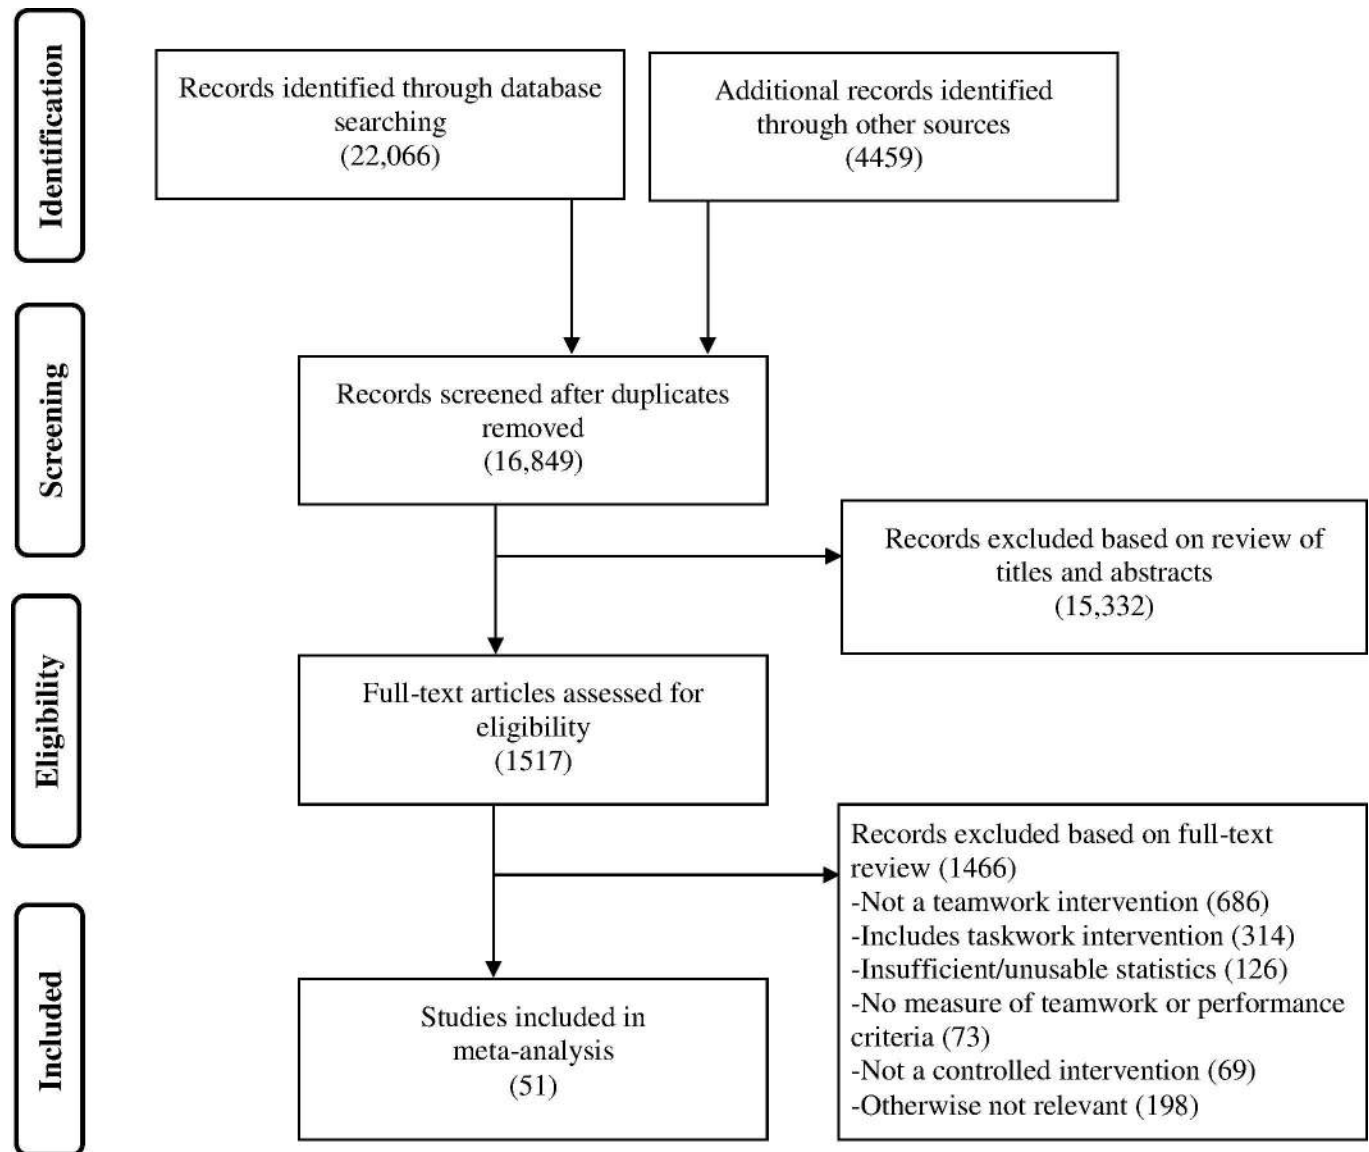 Identification
Records identified through database
searching
(22,066)
Additional records identified
through other sources
(4459)
Screening
Records screened after duplicates
removed
(16,849)
Records excluded based on review of
titles and abstracts
(15,332)
Eligibility
Full-text articles assessed for
eligibility
(1517)
Records excluded based on full-text
review (1466)
-Not a teamwork intervention (686)
-Includes taskwork intervention (314)
-Insufficient/unusable statistics (126)
-No measure of teamwork or performance
criteria (73)
-Not a controlled intervention (69)
-Otherwise not relevant (198)
Included
Studies included in
meta-analysis
(51)